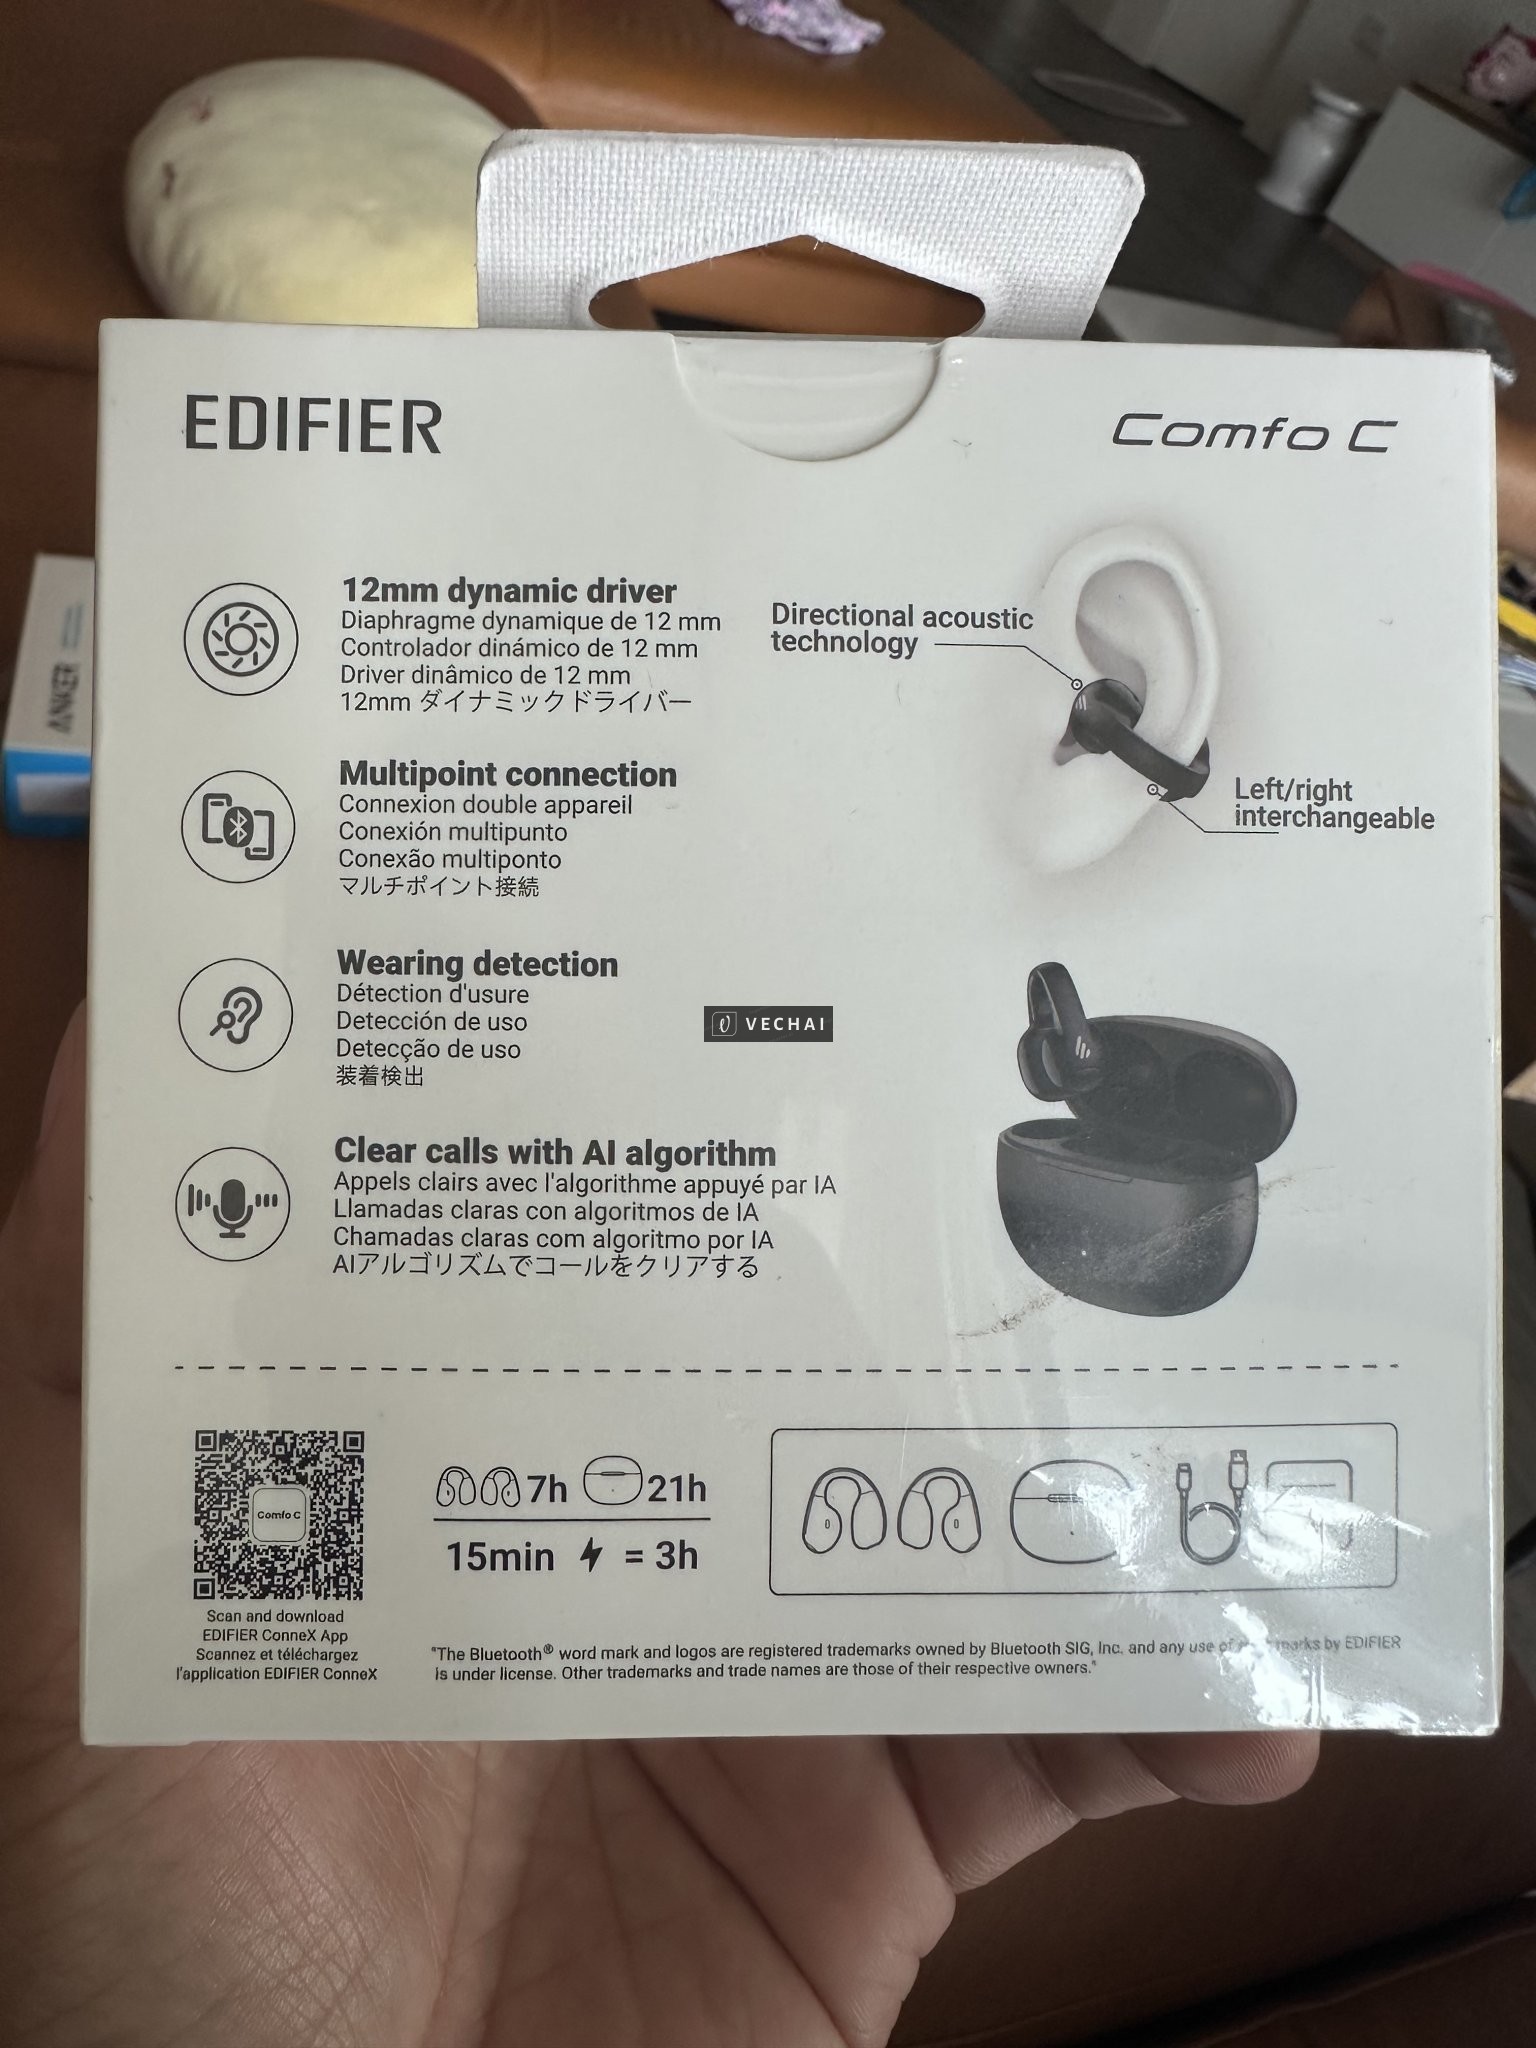 EDIFIER
Comfo C
12mm dynamic driver
Diaphragme dynamique de 12 mm
Controlador dinámico de 12 mm
Driver dinâmico de 12 mm
12mm ダイナミックドライバー
Directional acoustic
technology
Left/right
interchangeable
Multipoint connection
Connexion double appareil
Conexión multipunto
Conexão multiponto
マルチポイント接続
Wearing detection
Détection d'usure
Detección de uso
Detecção de uso
装着検出
VECHAI
Clear calls with AI algorithm
Appels clairs avec l'algorithme appuyé par IA
Llamadas claras con algoritmos de IA
Chamadas claras com algoritmo por IA
AIアルゴリズムでコールをクリアする
Comfo C
Scan and download
EDIFIER ConneX App
Scannez et téléchargez
l'application EDIFIER ConneX
7h 21h
15min = 3h
"The Bluetooth® word mark and logos are registered trademarks owned by Bluetooth SIG, Inc. and any use of marks by EDIFIER
is under license. Other trademarks and trade names are those of their respective owners."
ANKER